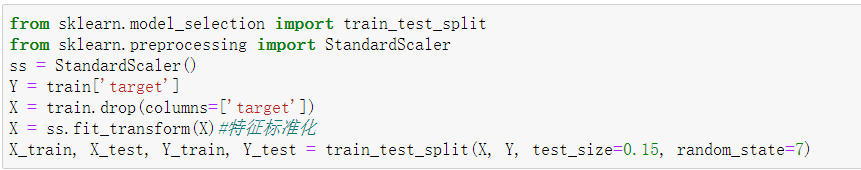 from sklearn.model_selection import train_test_split
from sklearn.preprocessing import StandardScaler
ss = StandardScaler()
Y = train['target']
X = train.drop(columns=['target'])
X = ss.fit_transform(X)#特征标准化
X_train, X_test, Y_train, Y_test = train_test_split(X, Y, test_size=0.15, random_state=7)